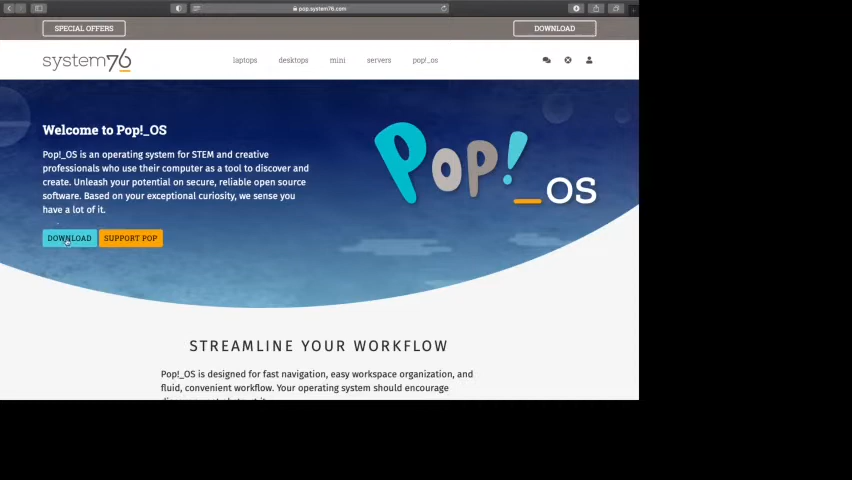 pop.system76.com
SPECIAL OFFERS
DOWNLOAD
system76
laptops
desktops
mini
servers
pop!_os
Welcome to Pop!_OS
Pop!_OS is an operating system for STEM and creative
professionals who use their computer as a tool to discover and
create. Unleash your potential on secure, reliable open source
software. Based on your exceptional curiosity, we sense you
have a lot of it.
DOWNLOAD
SUPPORT POP
Pop!_OS
STREAMLINE YOUR WORKFLOW
Pop!_OS is designed for fast navigation, easy workspace organization, and
fluid, convenient workflow. Your operating system should encourage